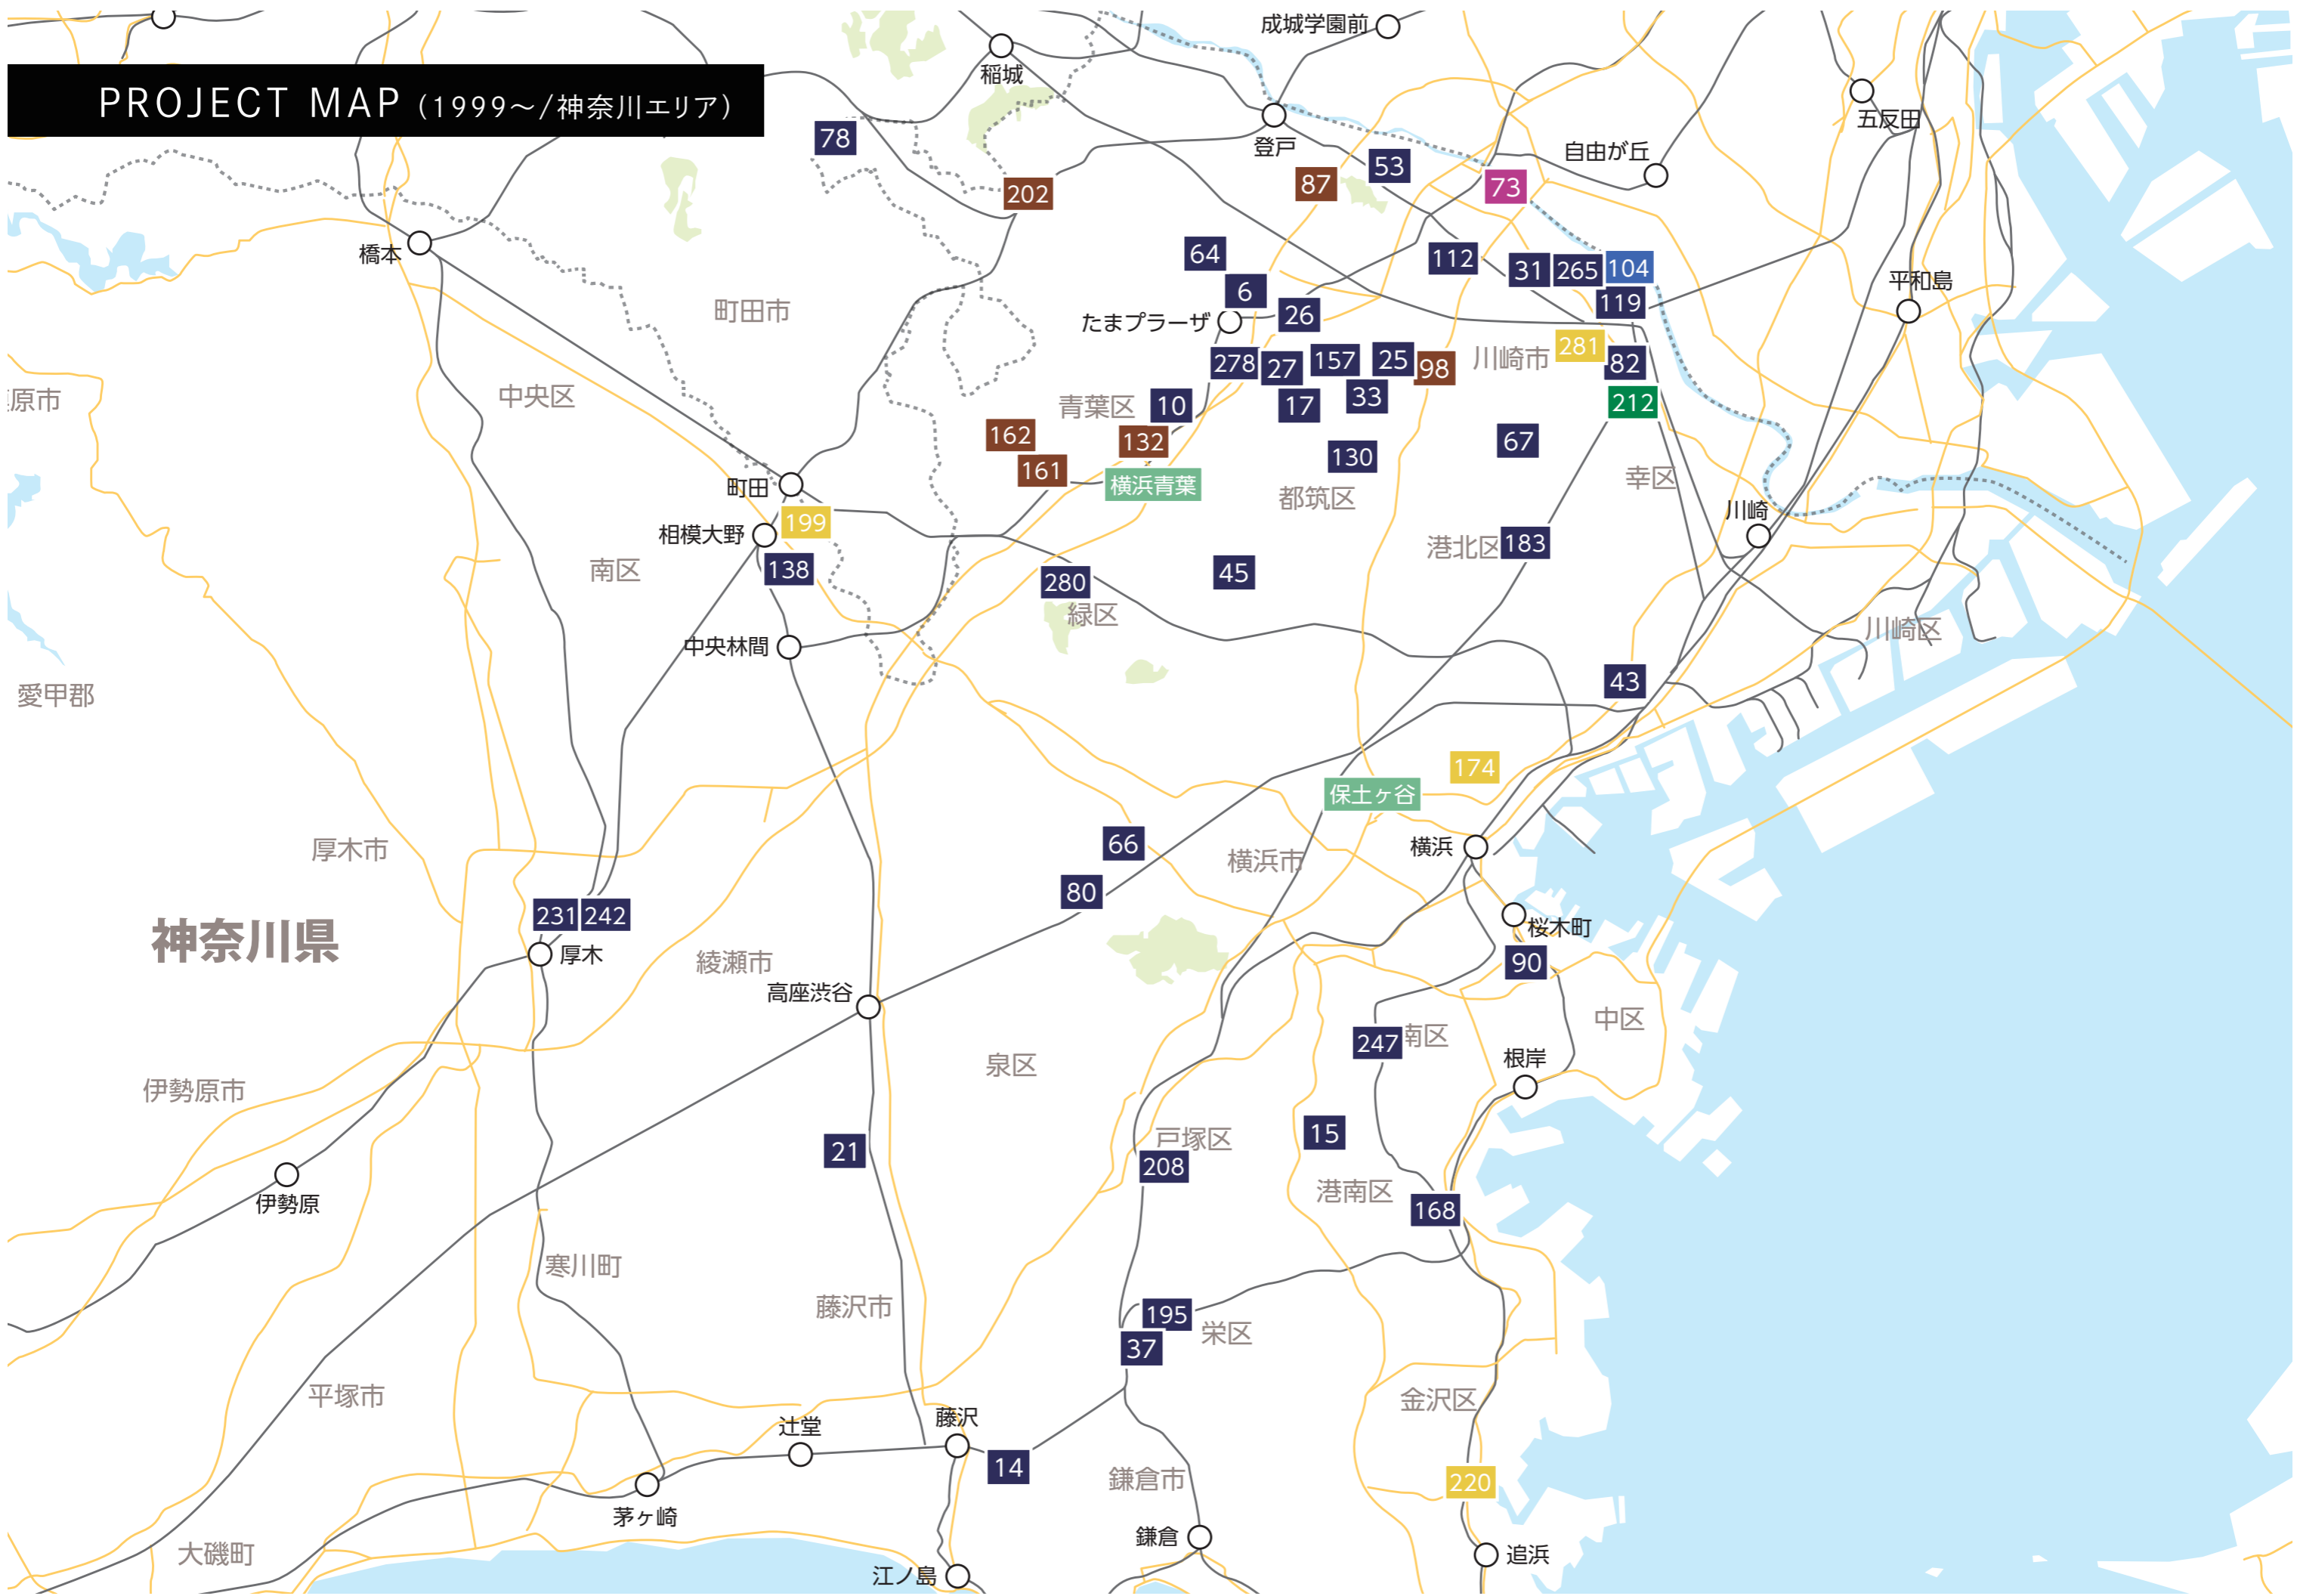 成城学園前
稲城
PROJECT MAP (1999～/神奈川エリア)
五反田
78
登戸
自由が丘
53
87
73
202
橋本
64
112
31
265
104
平和島
6
119
町田市
たまプラーザ
26
281
川崎市
82
278
27
157
25
98
原市
中央区
青葉区
10
17
33
212
162
132
67
161
130
横浜青葉
幸区
町田
都筑区
199
川崎
相模大野
港北区
183
南区
138
280
45
緑区
川崎区
中央林間
43
愛甲郡
174
保土ヶ谷
厚木市
66
横浜
横浜市
80
231
242
桜木町
神奈川県
厚木
綾瀬市
90
高座渋谷
中区
247
南区
根岸
泉区
伊勢原市
15
戸塚区
21
208
港南区
伊勢原
168
寒川町
藤沢市
195
栄区
37
平塚市
金沢区
辻堂
藤沢
14
鎌倉市
220
茅ヶ崎
鎌倉
大磯町
追浜
江ノ島